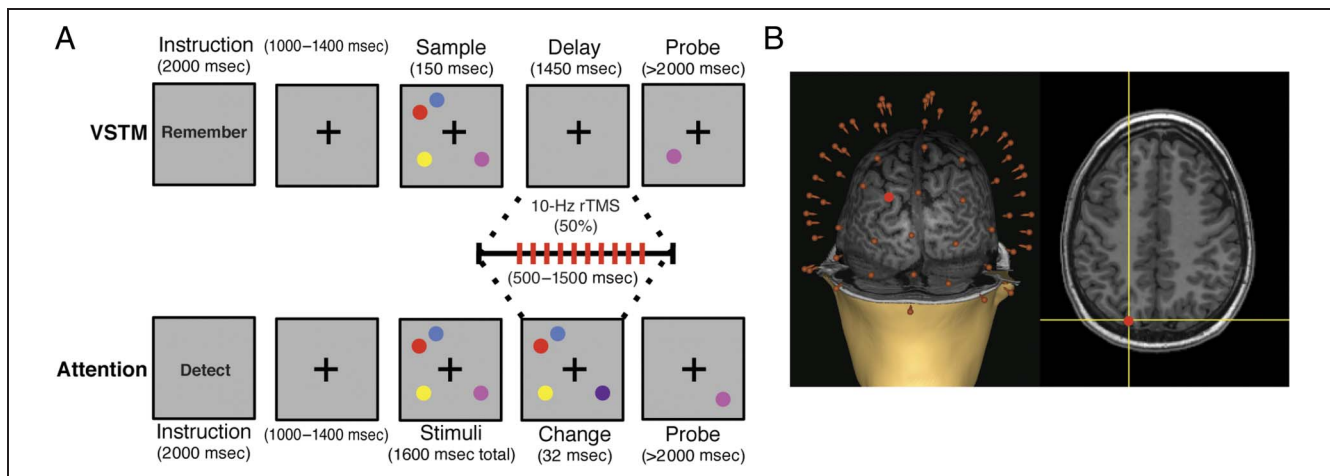 A
Instruction
(2000 msec)
(1000–1400 msec)
Sample
(150 msec)
Delay
(1450 msec)
Probe
(>2000 msec)
B
VSTM
Remember
10-Hz rTMS
(50%)
(500–1500 msec)
Attention
Detect
Instruction
(2000 msec)
(1000–1400 msec)
Stimuli
(1600 msec total)
Change
(32 msec)
Probe
(>2000 msec)